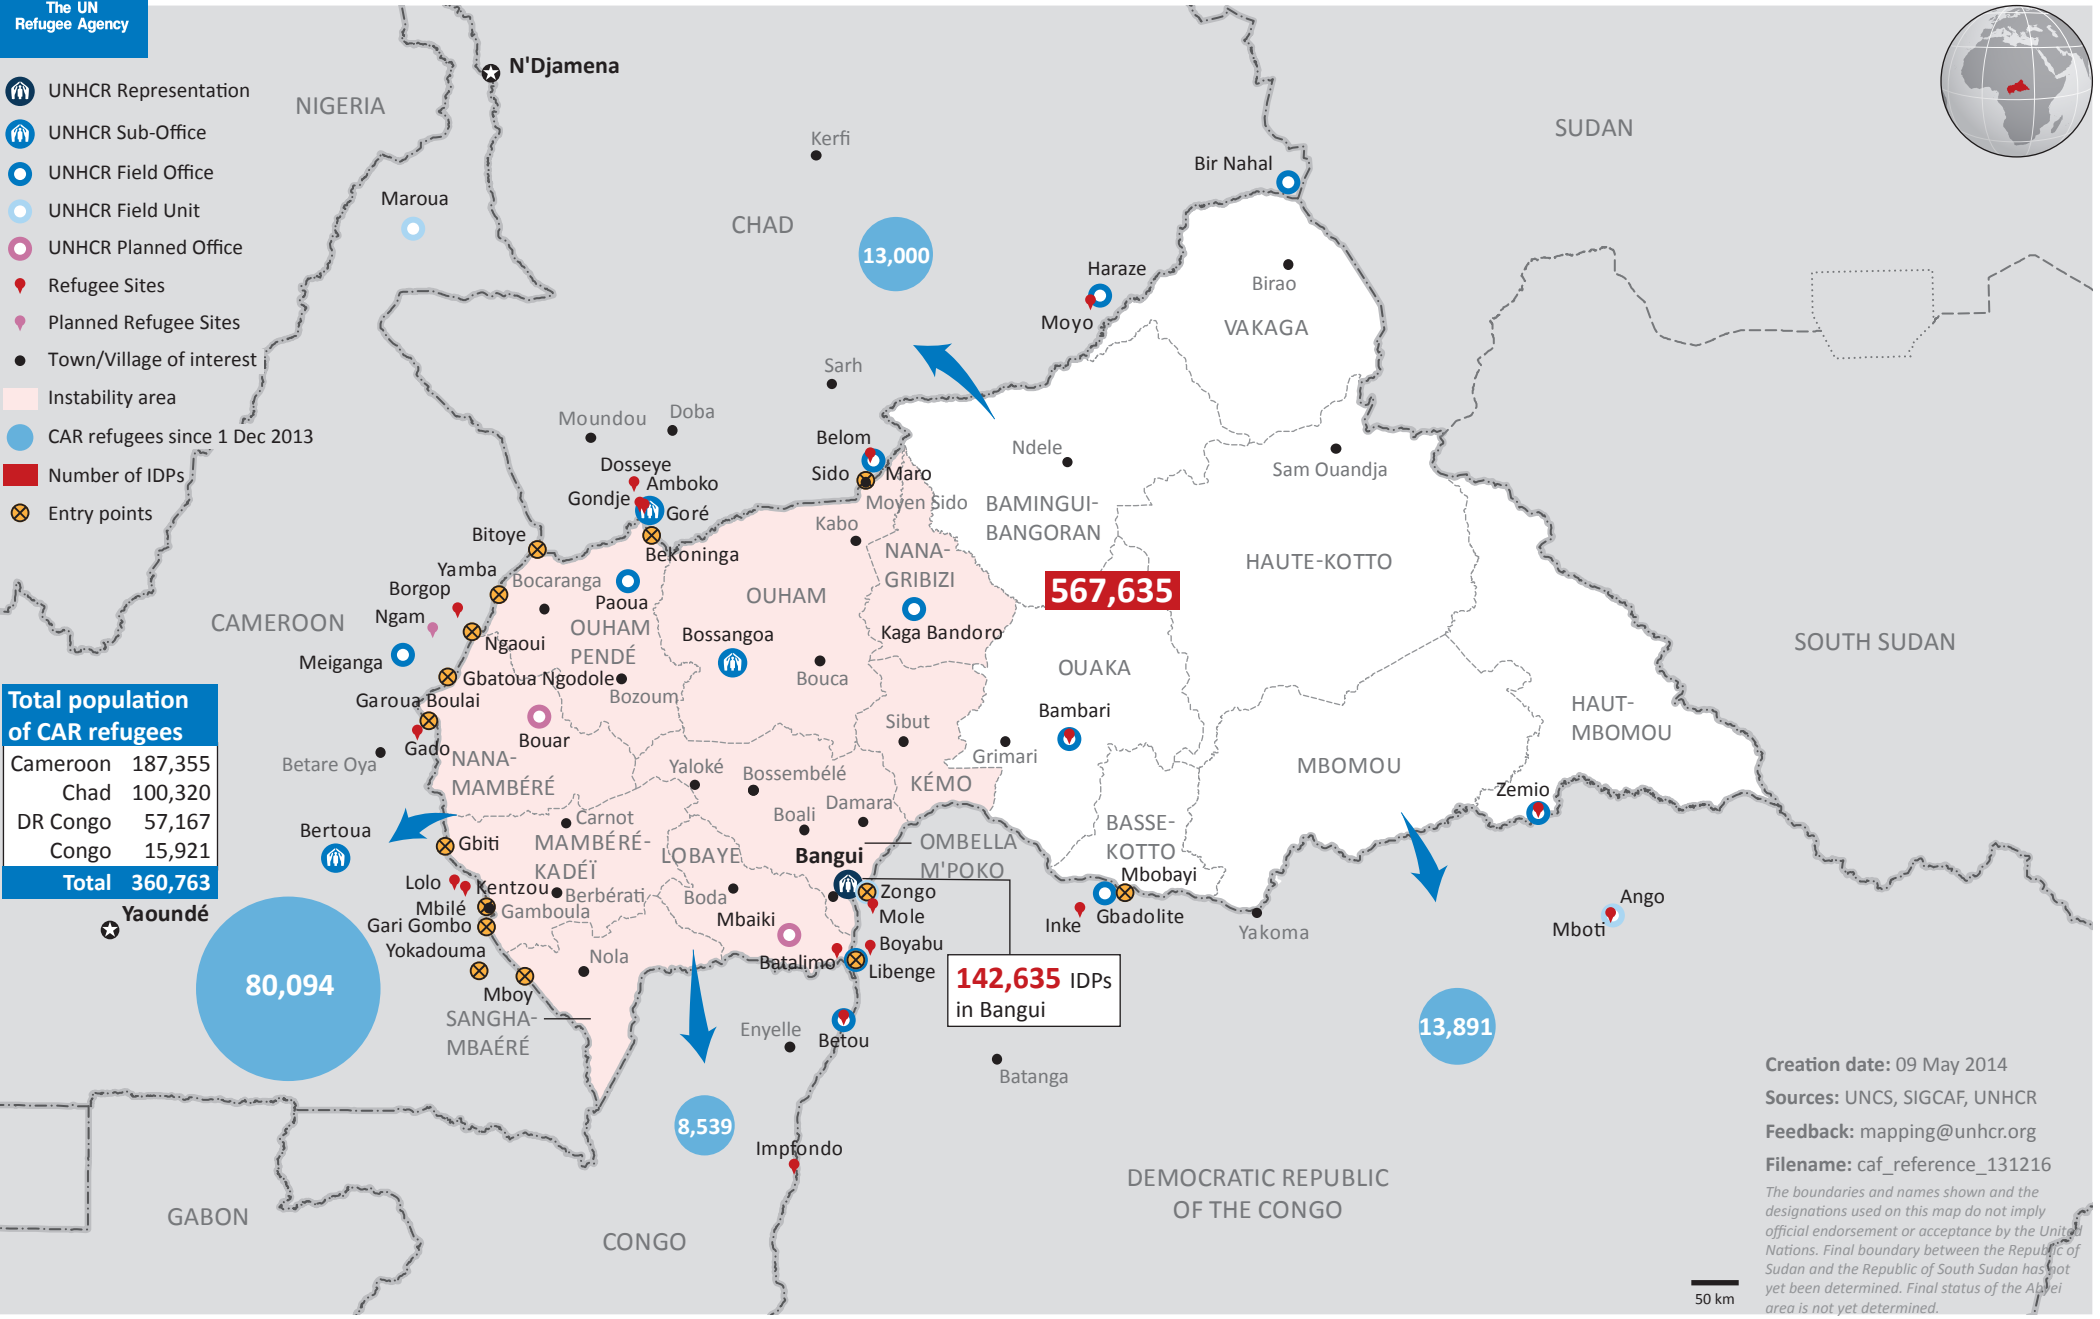 The UN
Refugee Agency
UNHCR Representation
UNHCR Sub-Office
UNHCR Field Office
UNHCR Field Unit
UNHCR Planned Office
Refugee Sites
Planned Refugee Sites
Town/Village of interest
Instability area
CAR refugees since 1 Dec 2013
Number of IDPs
Entry points
N'Djamena
NIGERIA
Maroua
Kerfi
CHAD
13,000
SUDAN
Bir Nahal
Haraze
Moyo
Birao
VAKAGA
Sarh
Moundou
Doba
Belom
Sido
Maro
Moyen Sido
Dosseye
Amboko
Gondje
Goré
Bekoninga
Kabo
Ndele
BAMINGUI-
BANGORAN
Sam Ouandja
HAUTE-KOTTO
567,635
Bitoye
Yamba
Bocaranga
Borgop
Ngam
CAMEROON
Meiganga
Ngaoui
Paoua
OUHAM
PENDÉ
OUHAM
Bossangoa
NANA-
GRIBIZI
Kaga Bandoro
Gbatoua Ngodole
Bozoum
Bouca
OUAKA
SOUTH SUDAN
Garoua Boulai
Gado
Betare Oya
Bouar
NANA-
MAMBÉRÉ
Sibut
Bambari
Grimari
KÉMO
HAUT-
MBOMOU
MBOMOU
Zemio
Yaloké
Bossembélé
Damara
Boali
Total population
of CAR refugees
Cameroon 187,355
Chad 100,320
DR Congo 57,167
Congo 15,921
Total 360,763
Yaoundé
Bertoua
Gbiti
Carnot
MAMBÉRÉ-
KADÉÏ
LOBAYE
Bangui
OMBELLA
M'POKO
BASSE-
KOTTO
Mbobayi
Lolo
Kentzou
Mbilé
Berbérati
Gamboula
Gari Gombo
Yokadouma
Boda
Mbaiki
Zongo
Mole
Boyabu
Batalimo
Libenge
Inke
Gbadolite
Yakoma
Ango
Mboti
80,094
Mboy
Nola
SANGHA-
MBAÉRÉ
142,635 IDPs
in Bangui
Enyelle
Betou
Batanga
13,891
8,539
Impfondo
GABON
CONGO
DEMOCRATIC REPUBLIC
OF THE CONGO
Creation date: 09 May 2014
Sources: UNCS, SIGCAF, UNHCR
Feedback: mapping@unhcr.org
Filename: caf_reference_131216
The boundaries and names shown and the
designations used on this map do not imply
official endorsement or acceptance by the United
Nations. Final boundary between the Republic of
Sudan and the Republic of South Sudan has not
yet been determined. Final status of the Abyei
area is not yet determined.
50 km